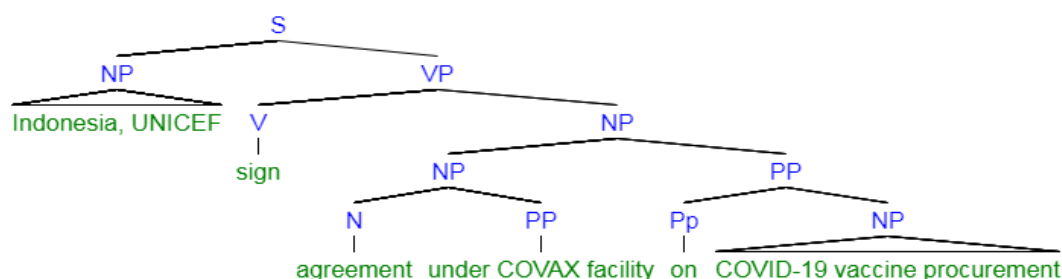 S
NP VP
Indonesia, UNICEF V NP
sign NP PP
N PP Pp NP
agreement under COVAX facility on COVID-19 vaccine procurement